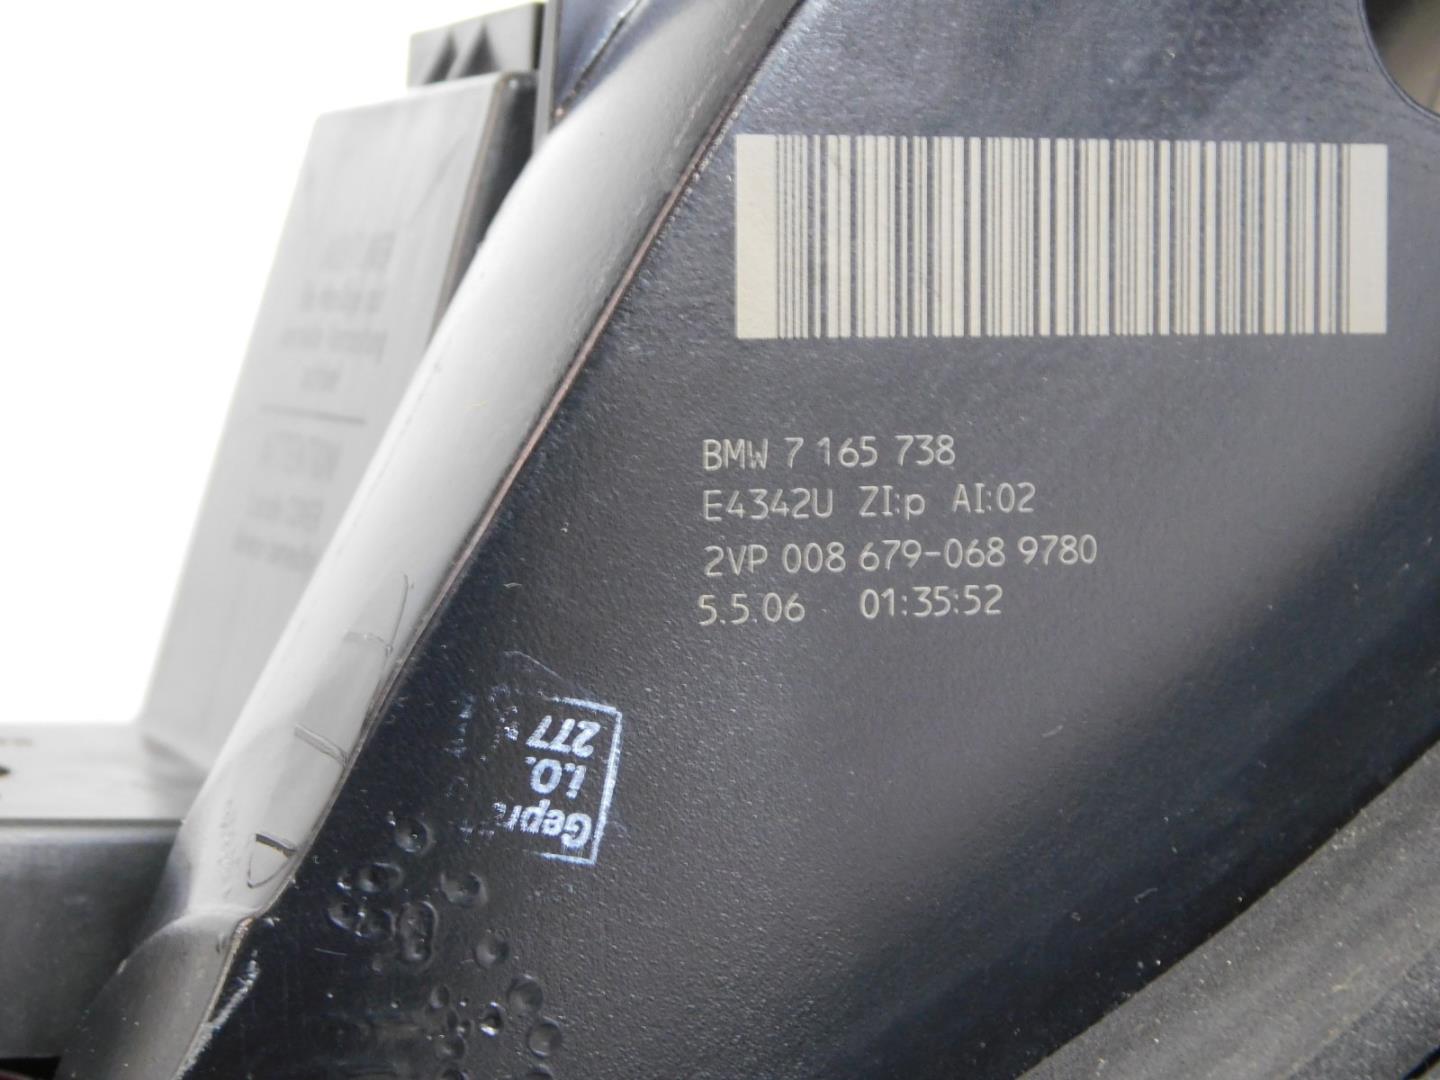 BMW 7 165 738
E4342U ZI:p AI:02
2VP 008 679-068 9780
5.5.06 01:35:52
I.O.
277